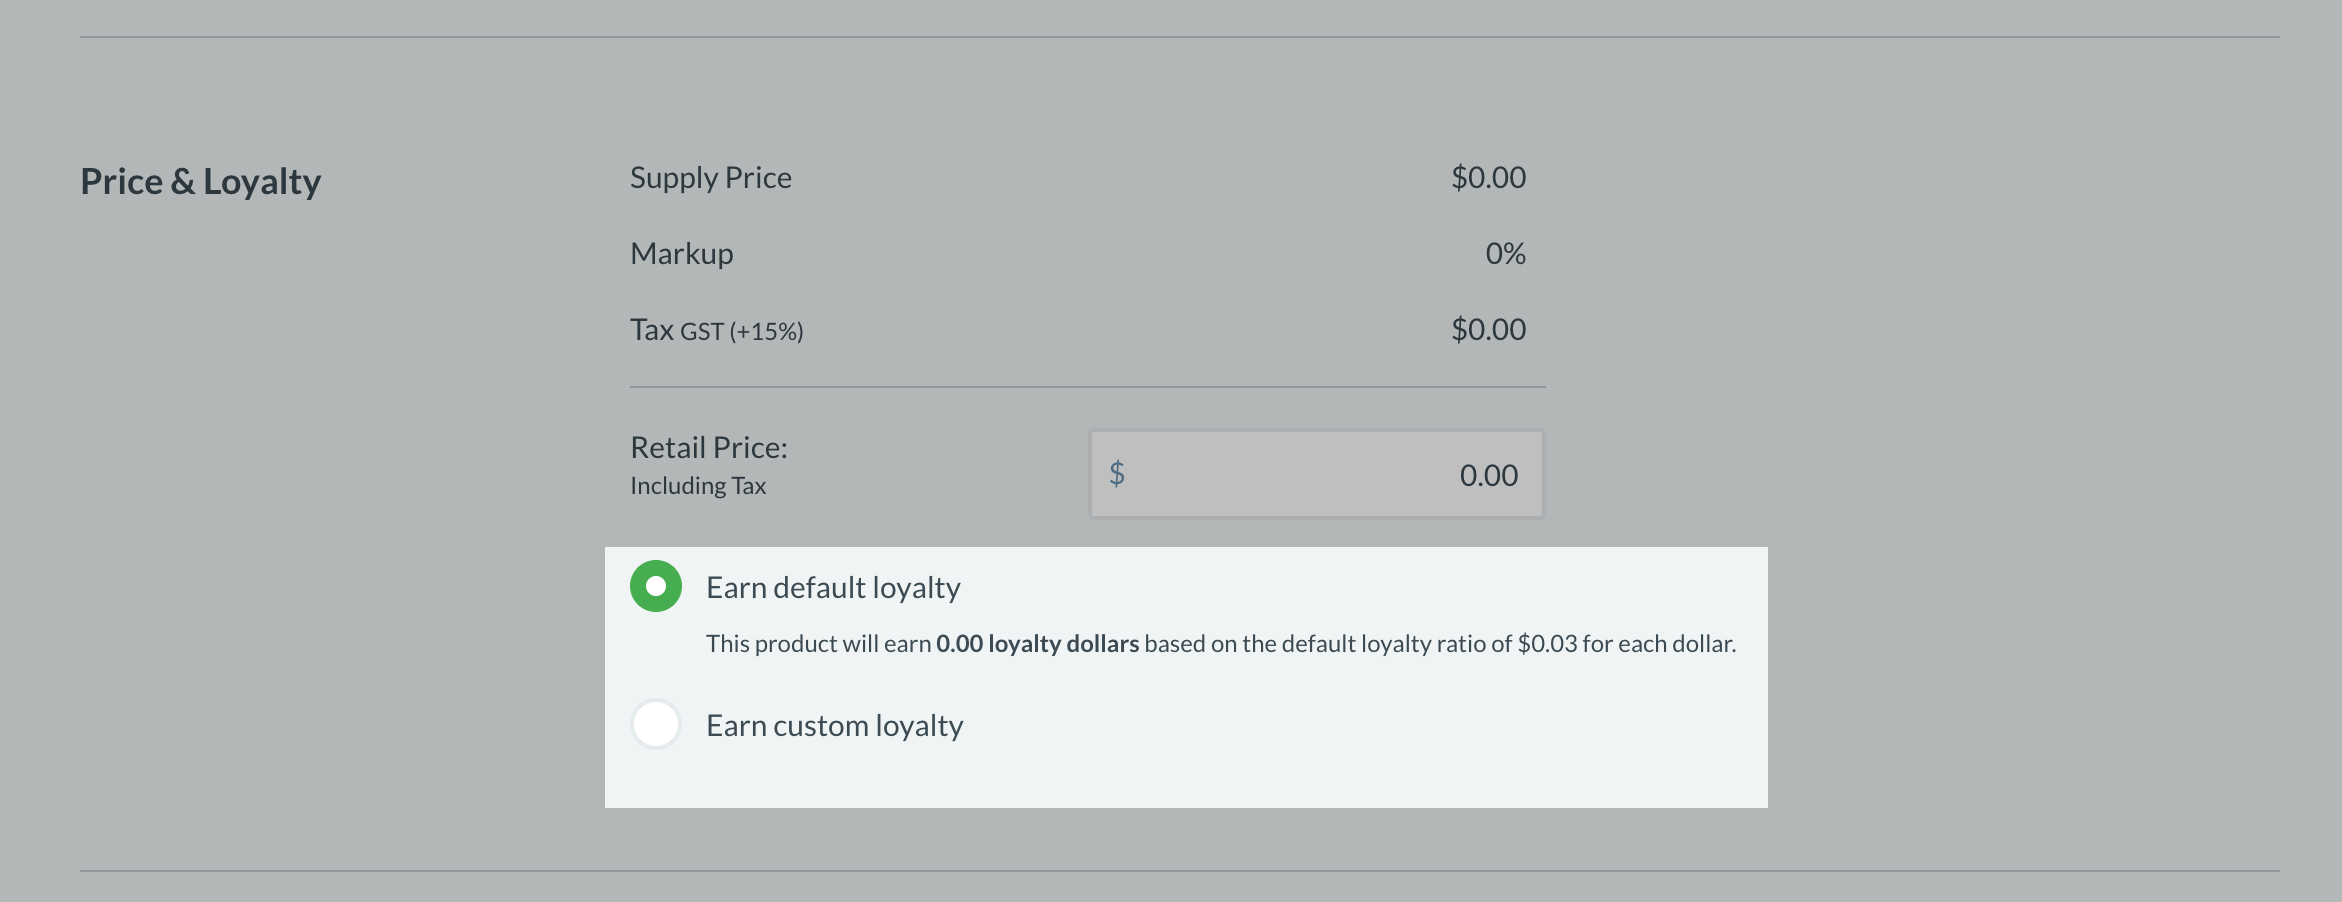 Price & Loyalty
Supply Price $0.00
Markup 0%
Tax GST (+15%) $0.00
Retail Price:
Including Tax
$ 0.00
Earn default loyalty
This product will earn 0.00 loyalty dollars based on the default loyalty ratio of $0.03 for each dollar.
Earn custom loyalty